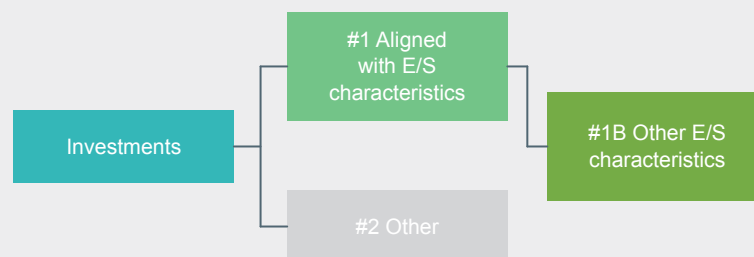 #1 Aligned
with E/S
characteristics
Investments
#1B Other E/S
characteristics
#2 Other